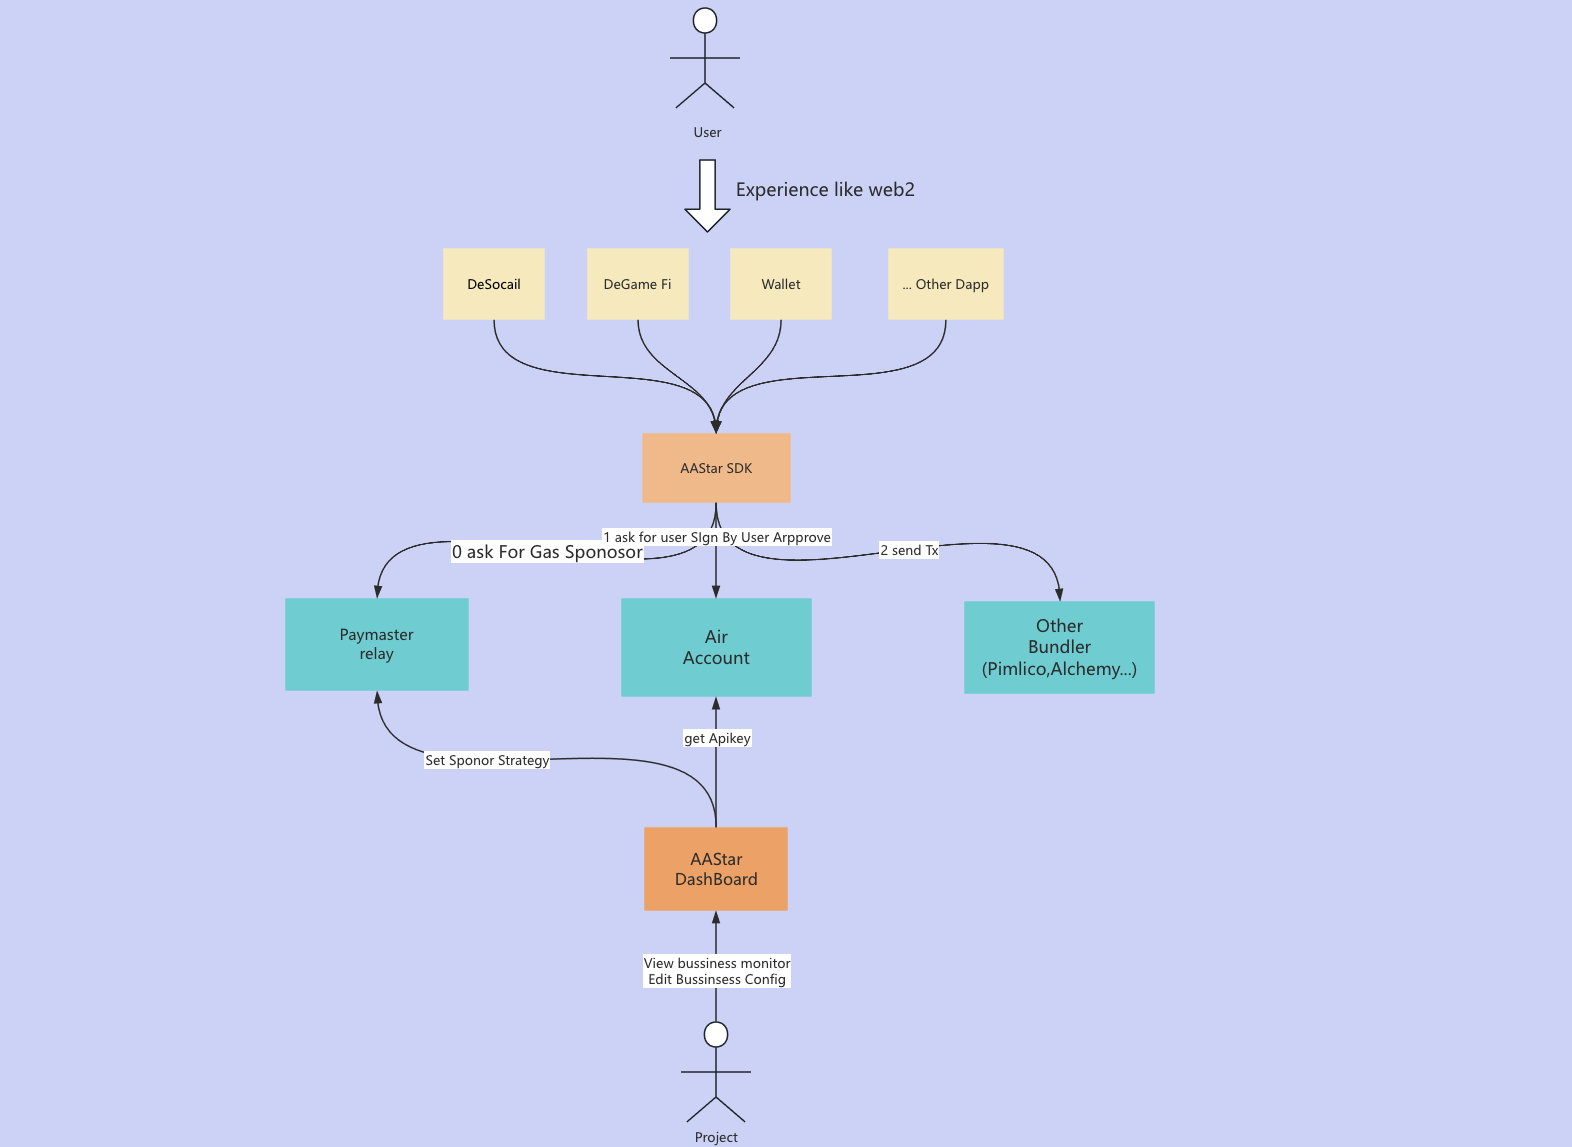 User
Experience like web2
DeSocail
DeGame Fi
Wallet
... Other Dapp
AAStar SDK
1 ask for user SIgn By User Arpprove
0 ask For Gas Sponosor
2 send Tx
Paymaster
relay
Air
Account
Other
Bundler
(Pimlico,Alchemy...)
get Apikey
Set Sponor Strategy
AAStar
DashBoard
View bussiness monitor
Edit Bussinsess Config
Project